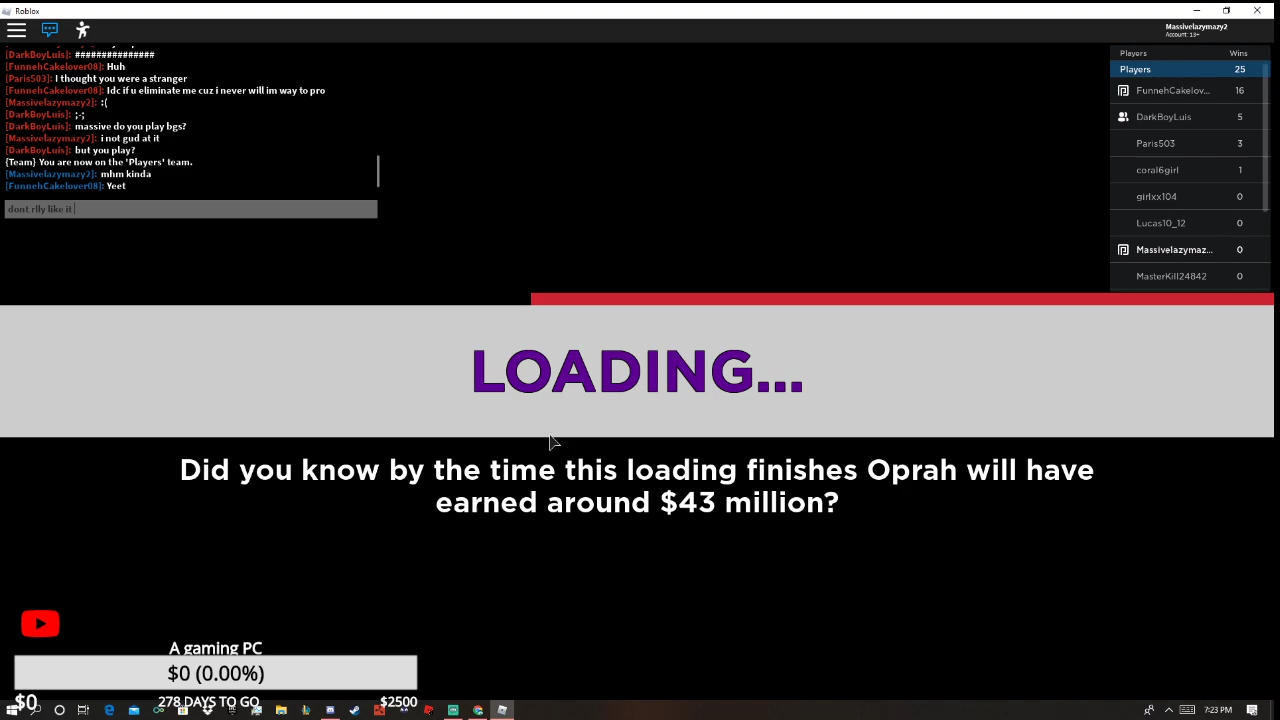 Roblox
Massivelazymazy2
Account: 13+
[DarkBoyLuis]: ###############
[FunnehCakelover08]: Huh
[Paris503]: I thought you were a stranger
[FunnehCakelover08]: Idc if u eliminate me cuz i never will im way to pro
[Massivelazymazy2]: :(
[DarkBoyLuis]: ;-;
[DarkBoyLuis]: massive do you play bgs?
[Massivelazymazy2]: i not gud at it
[DarkBoyLuis]: but you play?
{Team} You are now on the 'Players' team.
[Massivelazymazy2]: mhm kinda
[FunnehCakelover08]: Yeet
dont rlly like it
Players Wins
Players 25
FunnehCakelov... 16
DarkBoyLuis 5
Paris503 3
coral6girl 1
girlxx104 0
Lucas10_12 0
Massivelazymaz... 0
MasterKill24842 0
LOADING...
Did you know by the time this loading finishes Oprah will have
earned around $43 million?
A gaming PC
$0 (0.00%)
$0 278 DAYS TO GO $2500
7:23 PM